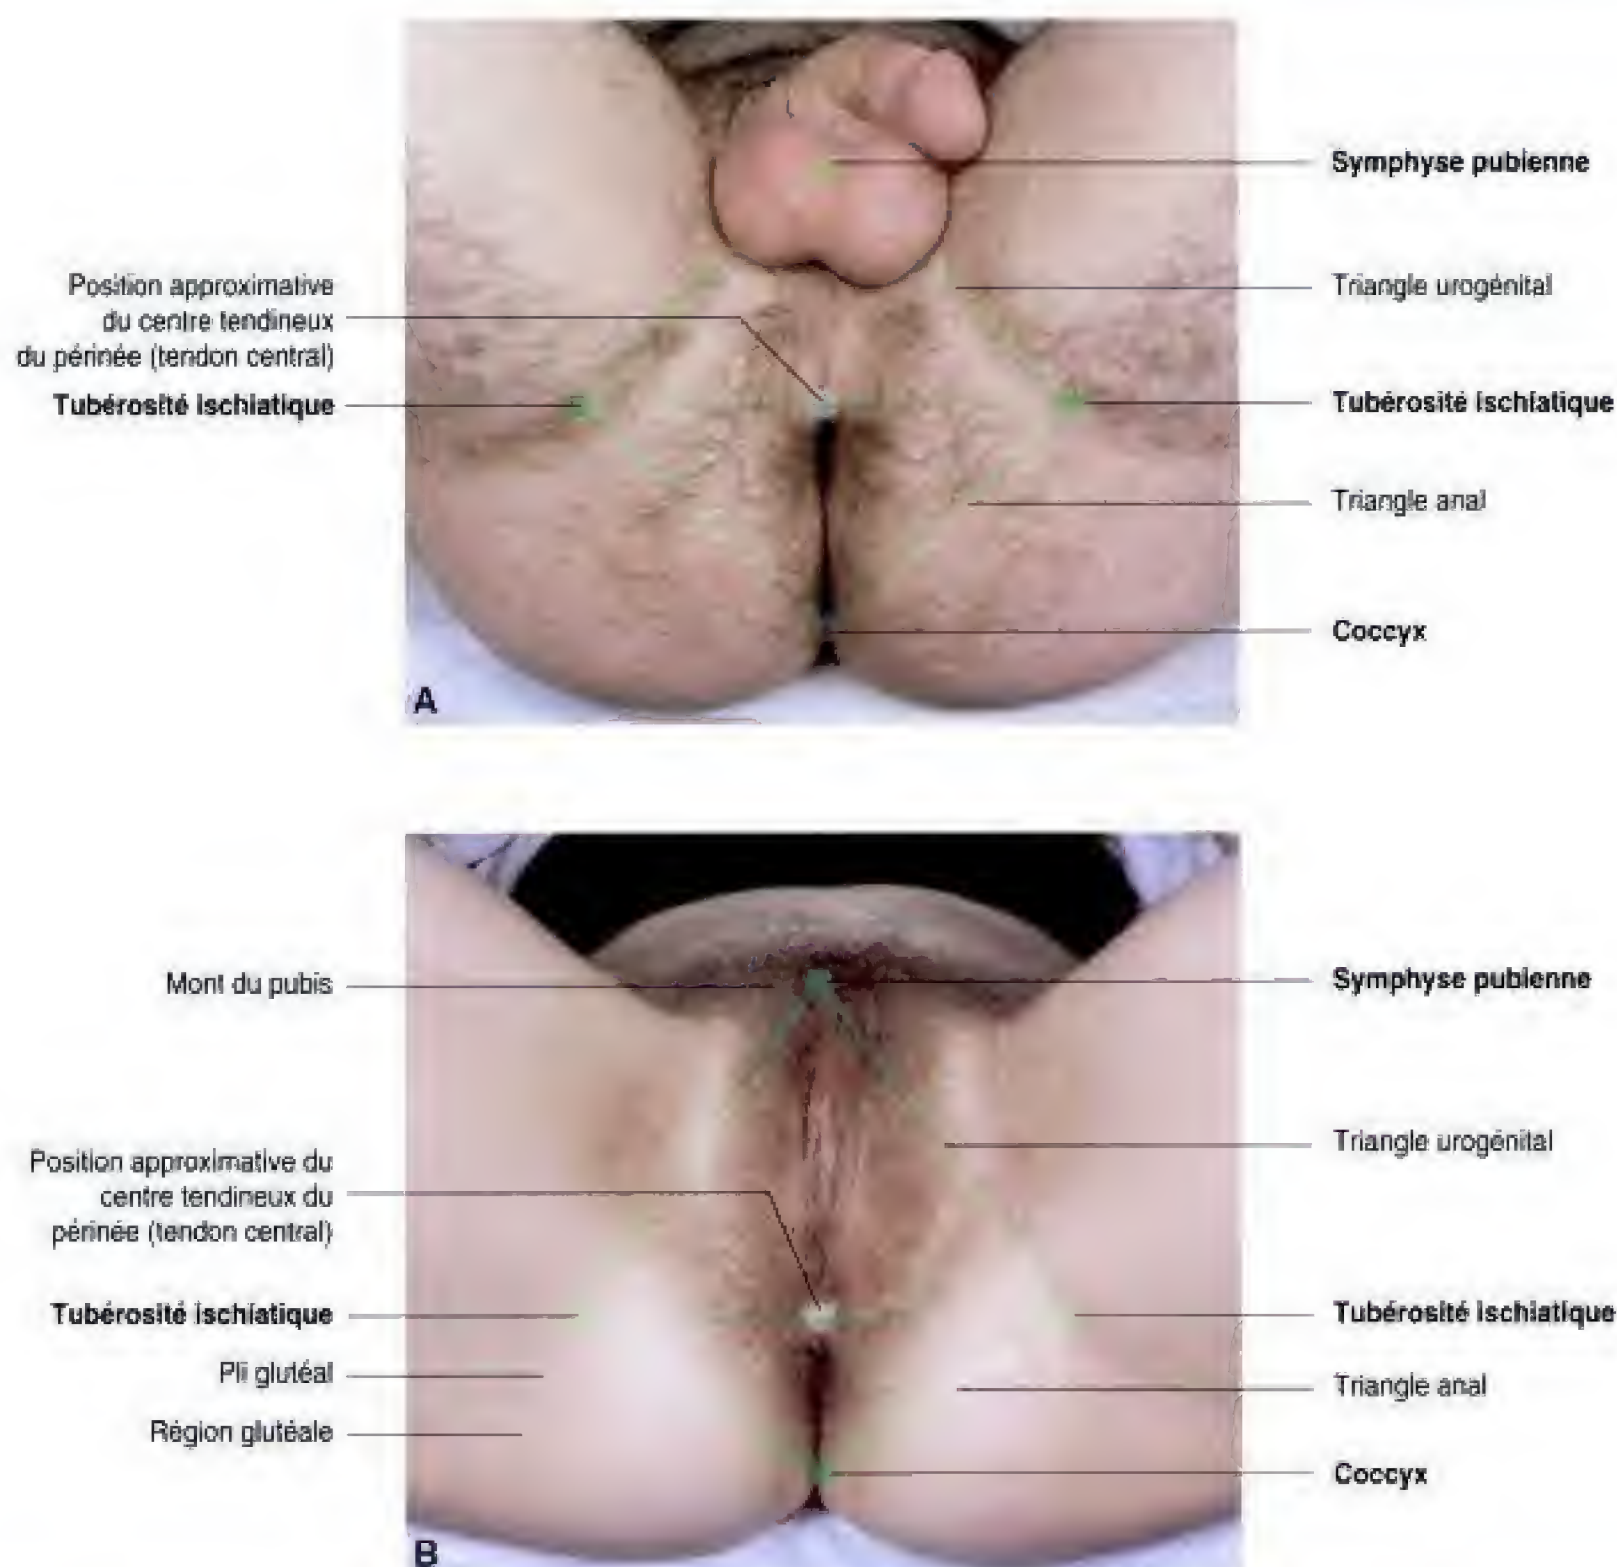 Symphyse pubienne
Position approximative
du centre tendineux
du périnée (tendon central)
Triangle urogénital
Tubérosité ischiatique
Tubérosité ischiatique
Triangle anal
Coccyx
A
Mont du pubis
Symphyse pubienne
Position approximative du
centre tendineux du
périnée (tendon central)
Triangle urogénital
Tubérosité ischiatique
Tubérosité ischiatique
Pli glutéal
Triangle anal
Région glutéale
Coccyx
B